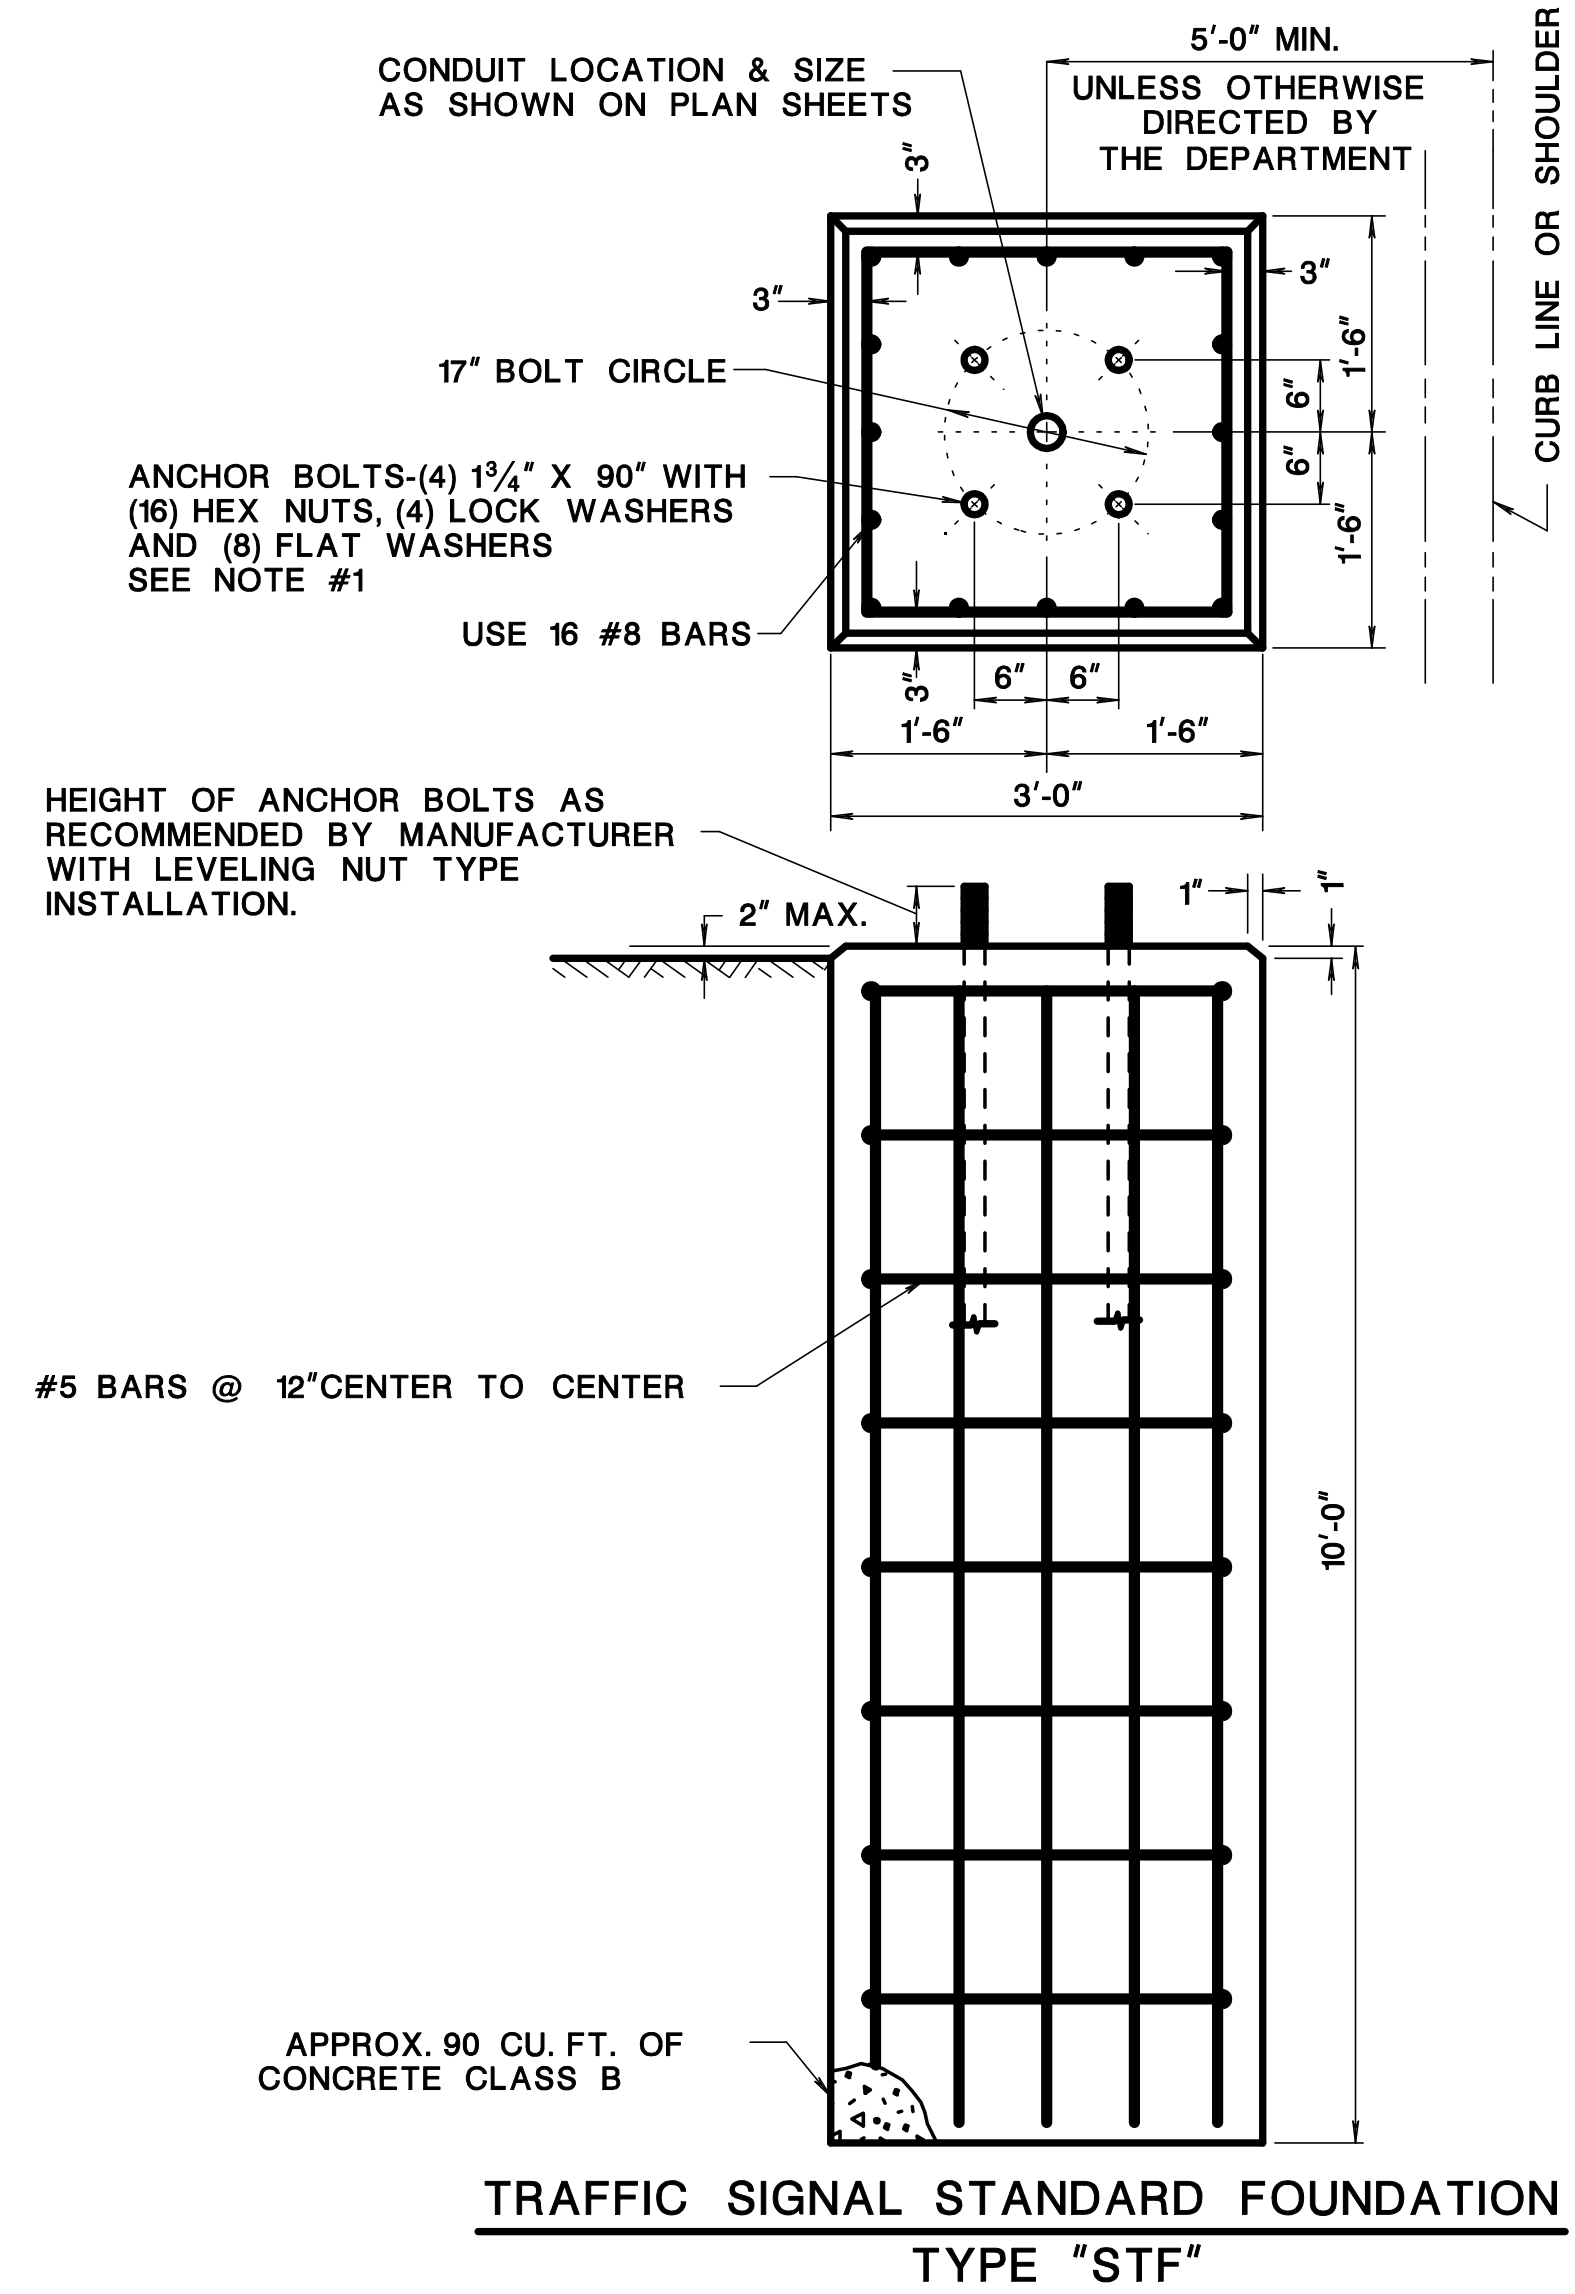 CONDUIT LOCATION & SIZE
AS SHOWN ON PLAN SHEETS
5'-0" MIN.
UNLESS OTHERWISE
DIRECTED BY
THE DEPARTMENT
CURB LINE OR SHOULDER
3"
3"
3"
17" BOLT CIRCLE
1'-6"
6"
6"
1'-6"
ANCHOR BOLTS-(4) 1¾" X 90" WITH
(16) HEX NUTS, (4) LOCK WASHERS
AND (8) FLAT WASHERS
SEE NOTE #1
USE 16 #8 BARS
3"
6"
6"
1'-6"
1'-6"
3'-0"
HEIGHT OF ANCHOR BOLTS AS
RECOMMENDED BY MANUFACTURER
WITH LEVELING NUT TYPE
INSTALLATION.
2" MAX.
1"
1"
#5 BARS @ 12"CENTER TO CENTER
10'-0"
APPROX. 90 CU. FT. OF
CONCRETE CLASS B
TRAFFIC SIGNAL STANDARD FOUNDATION
TYPE "STF"